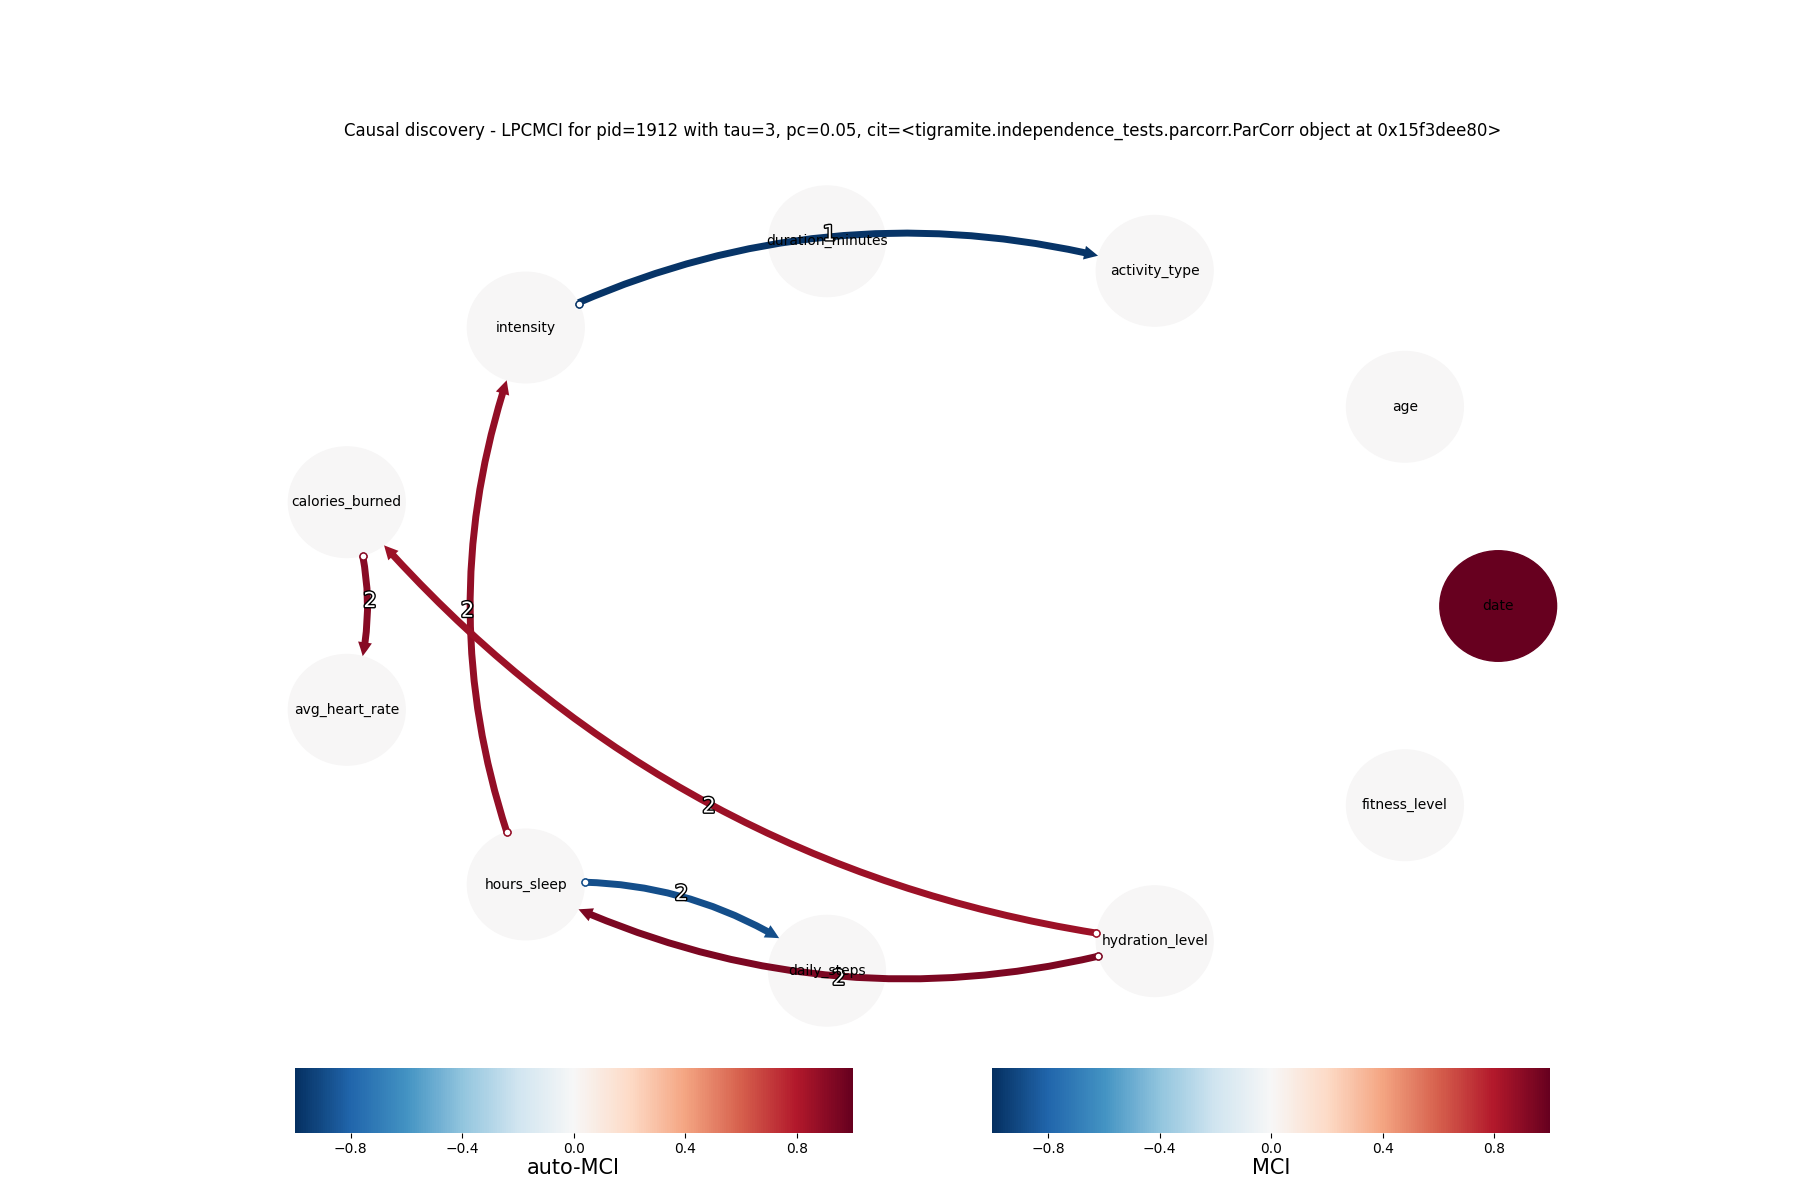 Causal discovery - LPCMCI for pid=1912 with tau=3, pc=0.05, cit=<tigramite.independence_tests.parcorr.ParCorr object at 0x15f3dee80>
1
duration_minutes
activity_type
intensity
age
calories_burned
2
2
date
avg_heart_rate
2
fitness_level
hours_sleep
2
hydration_level
daily_steps
2
−0.8 −0.4 0.0 0.4 0.8
auto-MCI
−0.8 −0.4 0.0 0.4 0.8
MCI